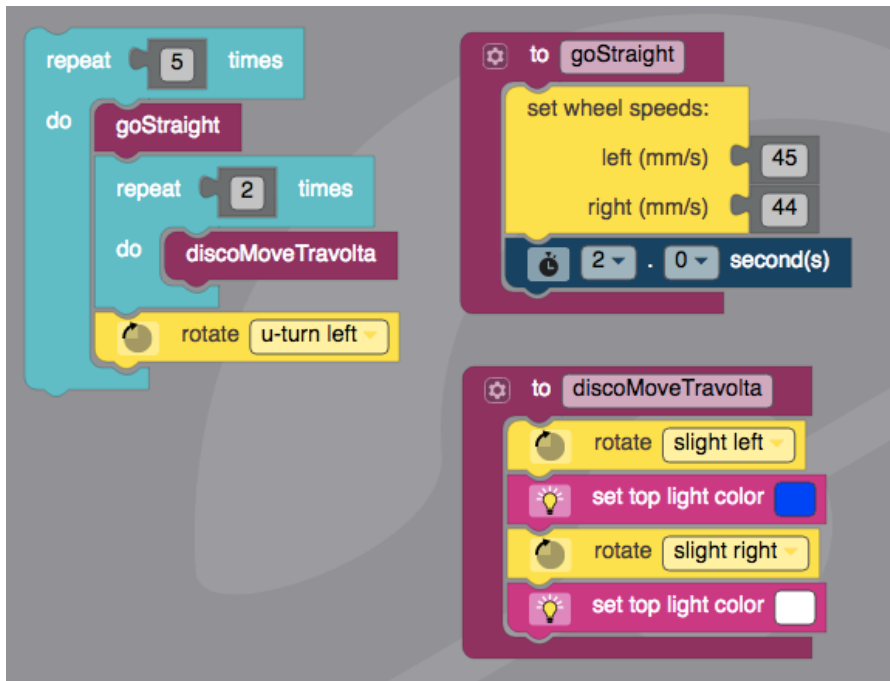 repeat 5 times
do goStraight
repeat 2 times
do discoMoveTravolta
rotate u-turn left
to goStraight
set wheel speeds:
left (mm/s) 45
right (mm/s) 44
2 . 0 second(s)
to discoMoveTravolta
rotate slight left
set top light color
rotate slight right
set top light color